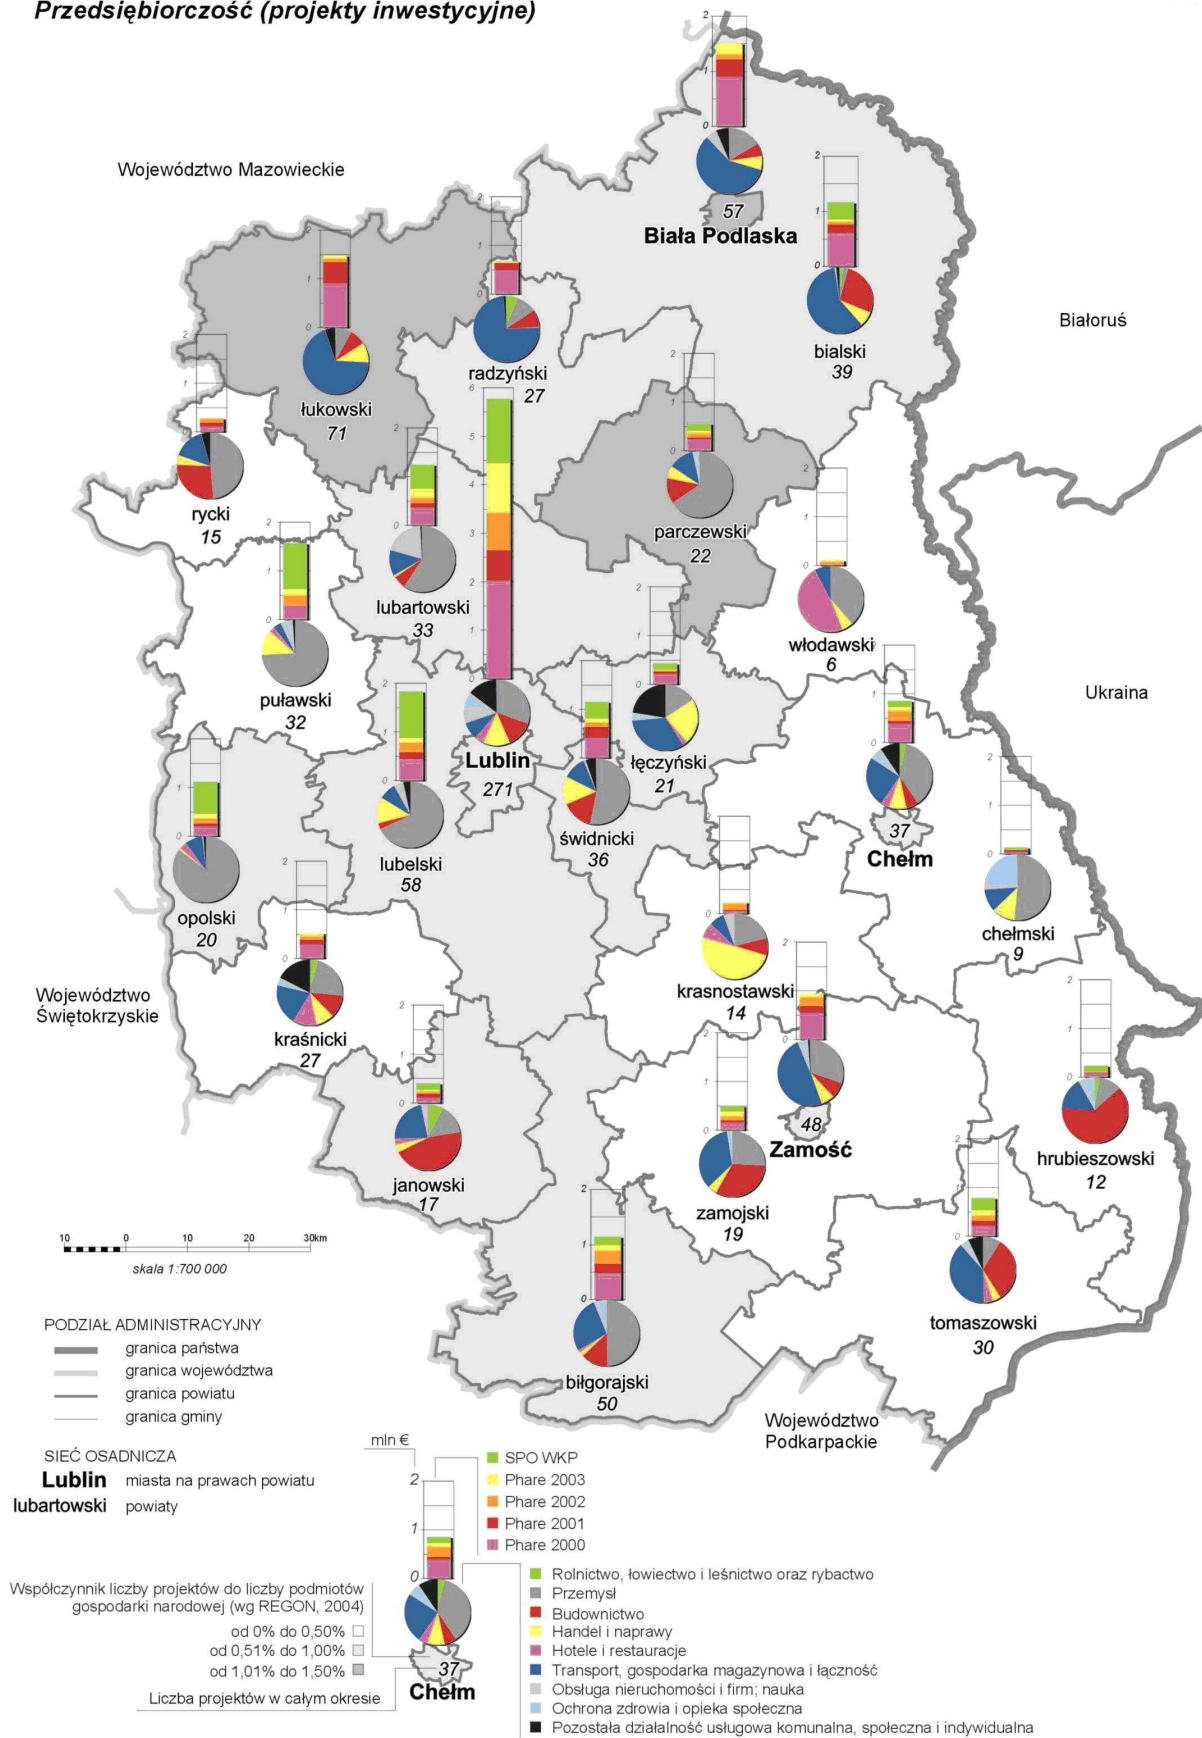 Przedsiębiorczość (projekty inwestycyjne)
Województwo Mazowieckie
Białoruś
Ukraina
Województwo
Świętokrzyskie
Województwo
Podkarpackie
57
Biała Podlaska
bialski
39
radzyński
27
łukowski
71
rycki
15
parczewski
22
lubartowski
33
włodawski
6
puławski
32
Lublin
271
łęczyński
21
świdnicki
36
lubelski
58
37
Chełm
opolski
20
chełmski
9
krasnostawski
14
kraśnicki
27
48
Zamość
hrubieszowski
12
janowski
17
zamojski
19
tomaszowski
30
biłgorajski
50
10 0 10 20 30km
skala 1:700 000
PODZIAŁ ADMINISTRACYJNY
granica państwa
granica województwa
granica powiatu
granica gminy
SIEĆ OSADNICZA
Lublin miasta na prawach powiatu
lubartowski powiaty
mln €
2
1
0
SPO WKP
Phare 2003
Phare 2002
Phare 2001
Phare 2000
Współczynnik liczby projektów do liczby podmiotów
gospodarki narodowej (wg REGON, 2004)
od 0% do 0,50%
od 0,51% do 1,00%
od 1,01% do 1,50%
Liczba projektów w całym okresie
37
Chełm
Rolnictwo, łowiectwo i leśnictwo oraz rybactwo
Przemysł
Budownictwo
Handel i naprawy
Hotele i restauracje
Transport, gospodarka magazynowa i łączność
Obsługa nieruchomości i firm; nauka
Ochrona zdrowia i opieka społeczna
Pozostała działalność usługowa komunalna, społeczna i indywidualna